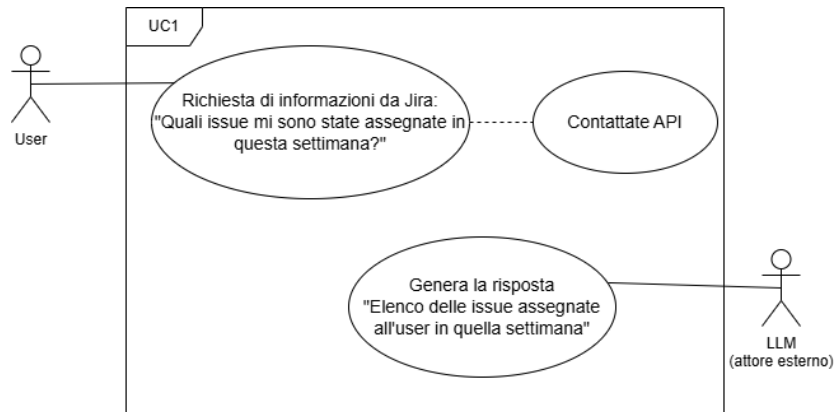 UC1
User
Richiesta di informazioni da Jira:
"Quali issue mi sono state assegnate in
questa settimana?"
Contattate API
Genera la risposta
"Elenco delle issue assegnate
all'user in quella settimana"
LLM
(attore esterno)